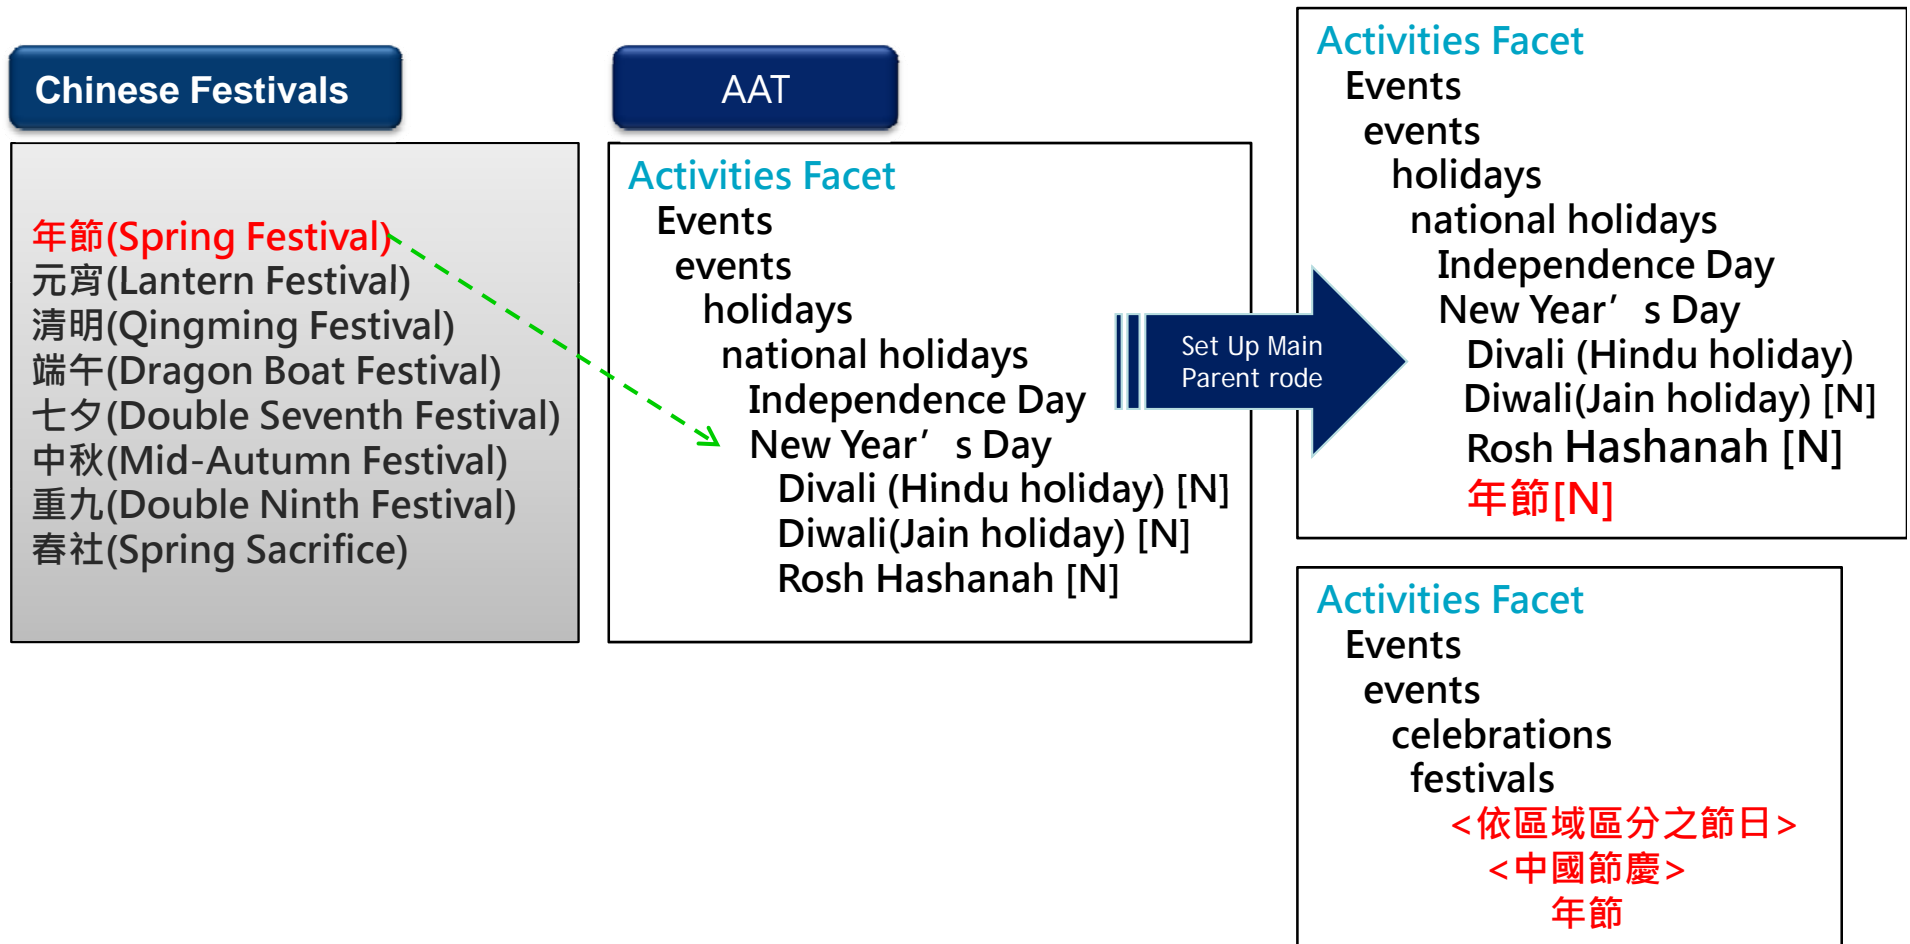 Chinese Festivals
年節(Spring Festival)
元宵(Lantern Festival)
清明(Qingming Festival)
端午(Dragon Boat Festival)
七夕(Double Seventh Festival)
中秋(Mid-Autumn Festival)
重九(Double Ninth Festival)
春社(Spring Sacrifice)
AAT
Activities Facet
Events
events
holidays
national holidays
Independence Day
New Year’s Day
Divali (Hindu holiday) [N]
Diwali(Jain holiday) [N]
Rosh Hashanah [N]
Set Up Main
Parent rode
Activities Facet
Events
events
holidays
national holidays
Independence Day
New Year’s Day
Divali (Hindu holiday)
Diwali(Jain holiday) [N]
Rosh Hashanah [N]
年節[N]
Activities Facet
Events
events
celebrations
festivals
<依區域區分之節日>
<中國節慶>
年節